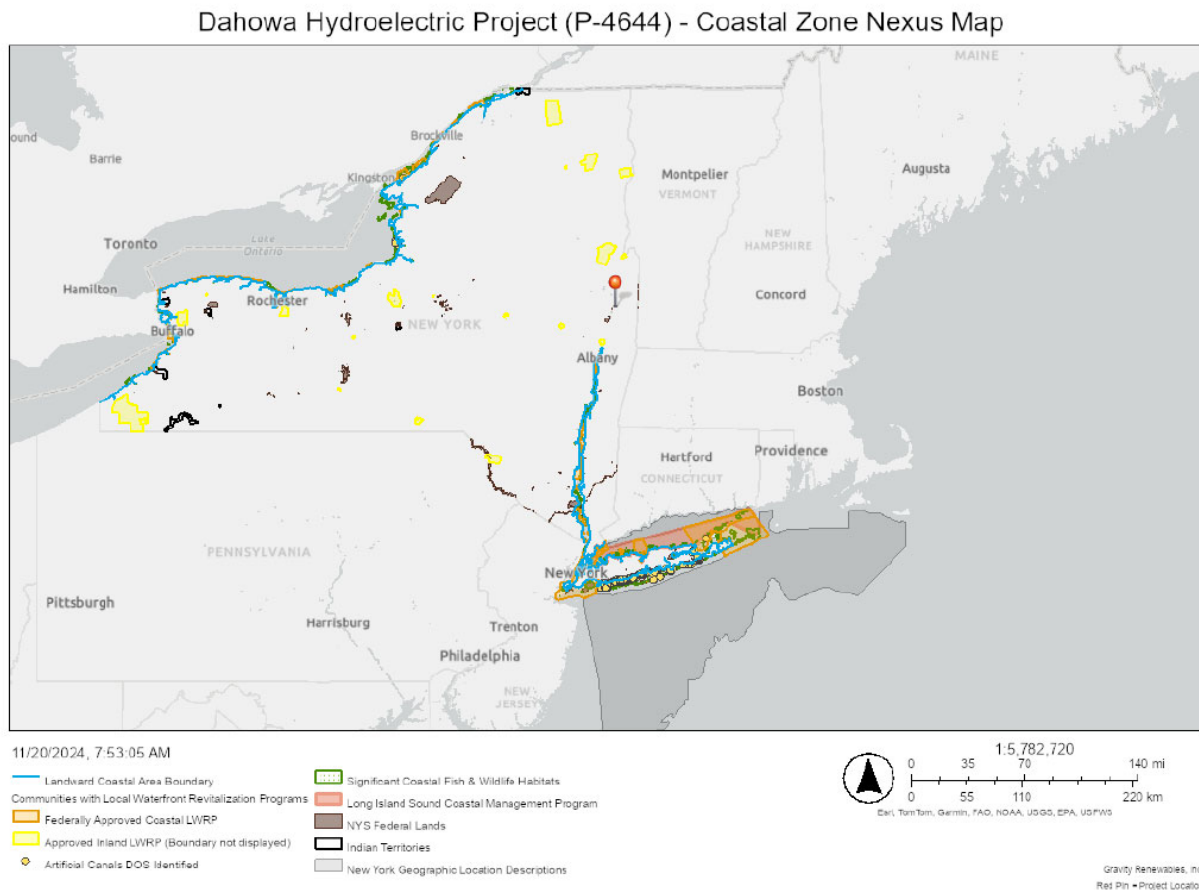 Dahowa Hydroelectric Project (P-4644) - Coastal Zone Nexus Map
MAINE
ound
Barrie
Brockville
Kingston
Montpelier
VERMONT
Augusta
Toronto
Lake
Ontario
NEW
HAMPSHIRE
Hamilton
Rochester
Concord
Buffalo
NEW YORK
Albany
Boston
Hartford
Providence
CONNECTICUT
PENNSYLVANIA
New York
Pittsburgh
Harrisburg
Trenton
Philadelphia
NEW
JERSEY
11/20/2024, 7:53:05 AM
Landward Coastal Area Boundary
Communities with Local Waterfront Revitalization Programs
Federally Approved Coastal LWRP
Approved Inland LWRP (Boundary not displayed)
Artificial Canals DOS Identified
Significant Coastal Fish & Wildlife Habitats
Long Island Sound Coastal Management Program
NYS Federal Lands
Indian Territories
New York Geographic Location Descriptions
1:5,782,720
0 35 70 140 mi
0 55 110 220 km
Esri, TomTom, Garmin, FAO, NOAA, USGS, EPA, USFWS
Gravity Renewables, In
Red Pin = Project Locatio